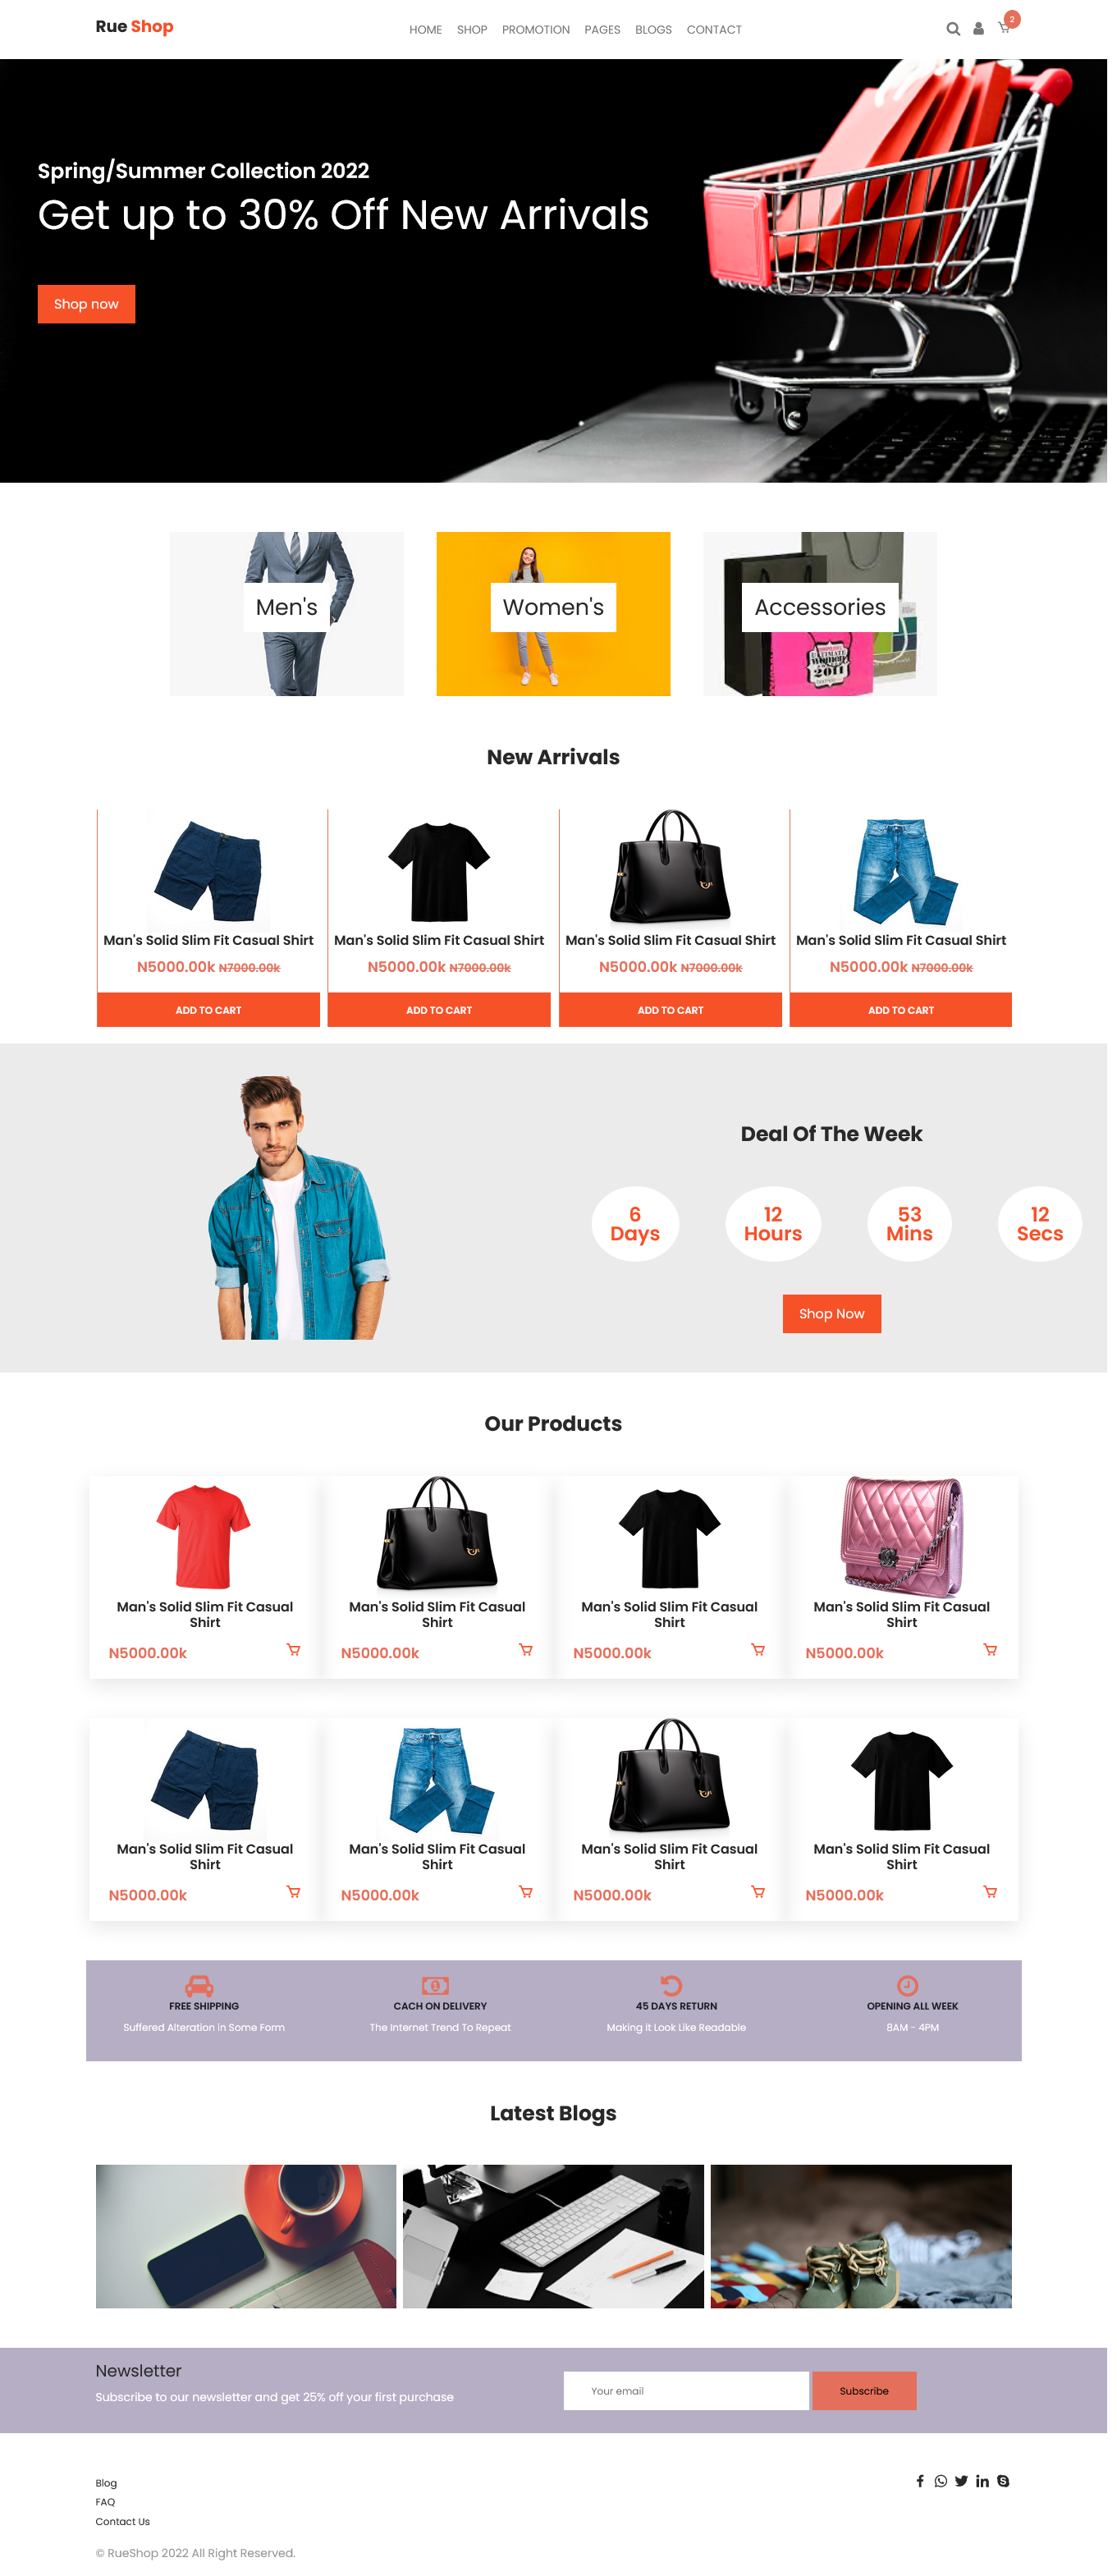 Rue Shop
HOME SHOP PROMOTION PAGES BLOGS CONTACT
2
Spring/Summer Collection 2022
Get up to 30% Off New Arrivals
Shop now
Men's
Women's
Accessories
ULTIMATE
WOMAN
2011
New Arrivals
Man's Solid Slim Fit Casual Shirt
N5000.00k N7000.00k
ADD TO CART
Man's Solid Slim Fit Casual Shirt
N5000.00k N7000.00k
ADD TO CART
Man's Solid Slim Fit Casual Shirt
N5000.00k N7000.00k
ADD TO CART
Man's Solid Slim Fit Casual Shirt
N5000.00k N7000.00k
ADD TO CART
Deal Of The Week
6
Days
12
Hours
53
Mins
12
Secs
Shop Now
Our Products
Man's Solid Slim Fit Casual
Shirt
N5000.00k
Man's Solid Slim Fit Casual
Shirt
N5000.00k
Man's Solid Slim Fit Casual
Shirt
N5000.00k
Man's Solid Slim Fit Casual
Shirt
N5000.00k
Man's Solid Slim Fit Casual
Shirt
N5000.00k
Man's Solid Slim Fit Casual
Shirt
N5000.00k
Man's Solid Slim Fit Casual
Shirt
N5000.00k
Man's Solid Slim Fit Casual
Shirt
N5000.00k
FREE SHIPPING
Suffered Alteration in Some Form
CACH ON DELIVERY
The Internet Trend To Repeat
45 DAYS RETURN
Making it Look Like Readable
OPENING ALL WEEK
8AM - 4PM
Latest Blogs
Newsletter
Subscribe to our newsletter and get 25% off your first purchase
Your email
Subscribe
Blog
FAQ
Contact Us
© RueShop 2022 All Right Reserved.